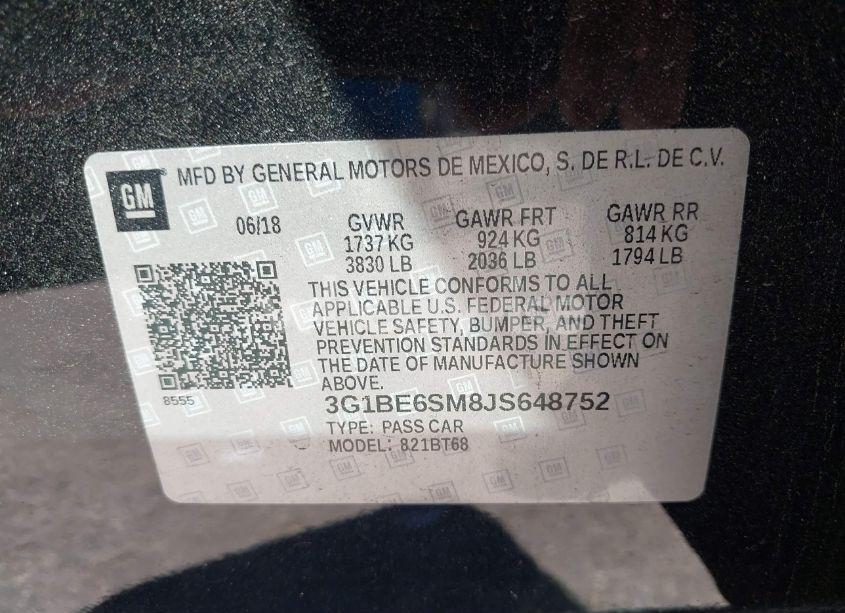 GM
MFD BY GENERAL MOTORS DE MEXICO, S. DE R.L. DE C.V.
06/18 GVWR GAWR FRT GAWR RR
1737 KG 924 KG 814 KG
3830 LB 2036 LB 1794 LB
THIS VEHICLE CONFORMS TO ALL
APPLICABLE U.S. FEDERAL MOTOR
VEHICLE SAFETY, BUMPER, AND THEFT
PREVENTION STANDARDS IN EFFECT ON
THE DATE OF MANUFACTURE SHOWN
ABOVE.
8555
3G1BE6SM8JS648752
TYPE: PASS CAR
MODEL: 821BT68